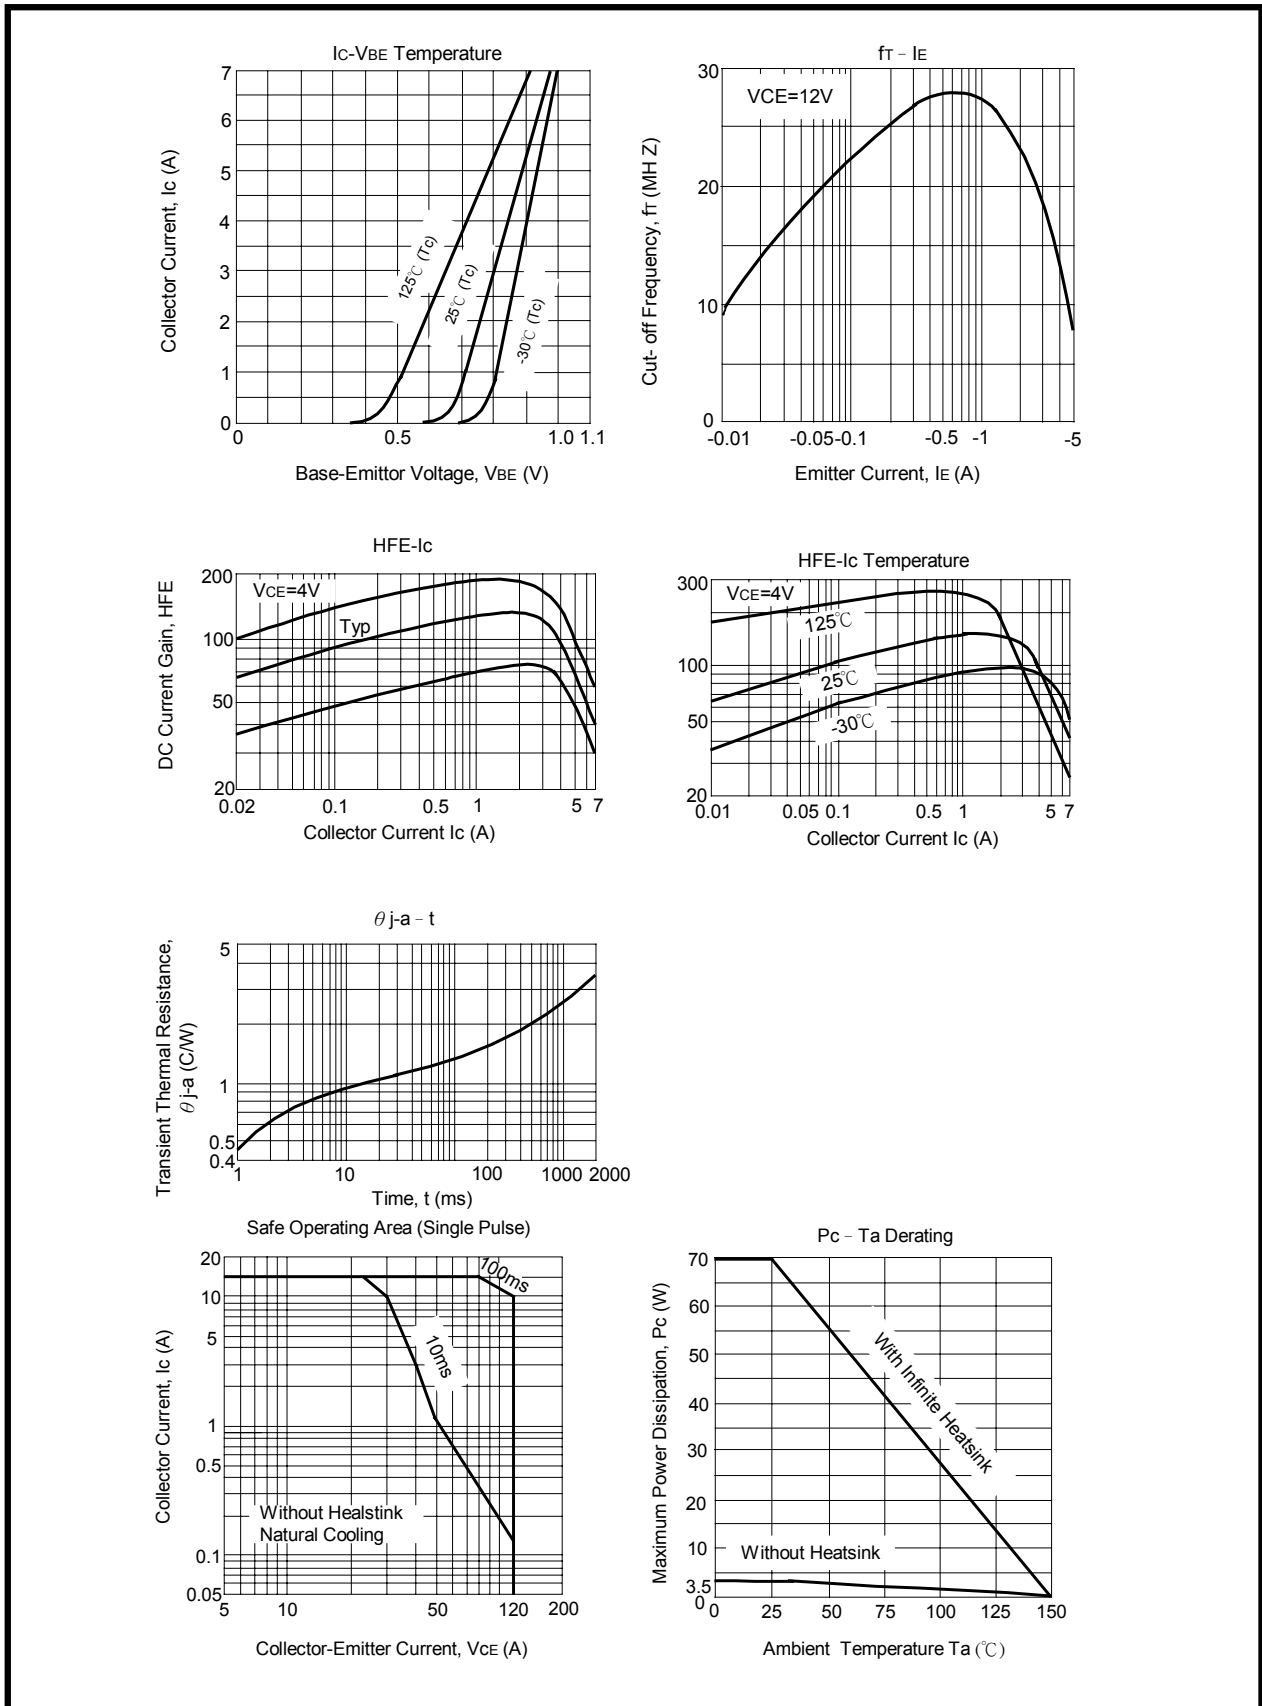 IC-VBE Temperature
7
6
5
4
3
2
1
0
0 0.5 1.0 1.1
Collector Current, Ic (A)
125℃ (Tc)
25℃ (Tc)
-30℃ (Tc)
Base-Emittor Voltage, VBE (V)
fT – IE
VCE=12V
30
20
10
0
-0.01 -0.05 -0.1 -0.5 -1 -5
Cut- off Frequency, fT (MH Z)
Emitter Current, IE (A)
HFE-Ic
VCE=4V
Typ
200
100
50
20
0.02 0.1 0.5 1 5 7
DC Current Gain, HFE
Collector Current Ic (A)
HFE-Ic Temperature
VCE=4V
125℃
25℃
-30℃
300
100
50
20
0.01 0.05 0.1 0.5 1 5 7
Collector Current Ic (A)
θ j-a – t
5
1
0.5
0.4
1 10 100 1000 2000
Transient Thermal Resistance,
θ j-a (C/W)
Time, t (ms)
Safe Operating Area (Single Pulse)
20
10
5
1
0.5
0.1
0.05
5 10 50 120 200
Collector Current, Ic (A)
100ms
10ms
Without Healstink
Natural Cooling
Collector-Emitter Current, VCE (A)
Pc – Ta Derating
70
60
50
40
30
20
10
3.5
0
0 25 50 75 100 125 150
Maximum Power Dissipation, Pc (W)
With Infinite Heatsink
Without Heatsink
Ambient Temperature Ta (℃)